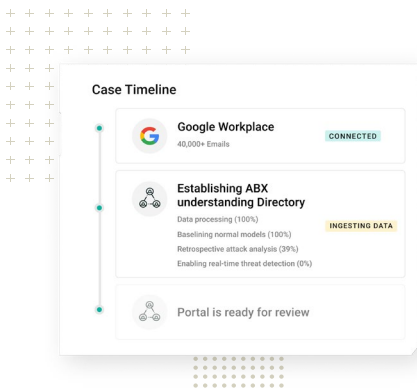 Case Timeline
Google Workplace
40,000+ Emails
CONNECTED
Establishing ABX
understanding Directory
Data processing (100%)
Baselining normal models (100%)
Retrospective attack analysis (39%)
Enabling real-time threat detection (0%)
INGESTING DATA
Portal is ready for review